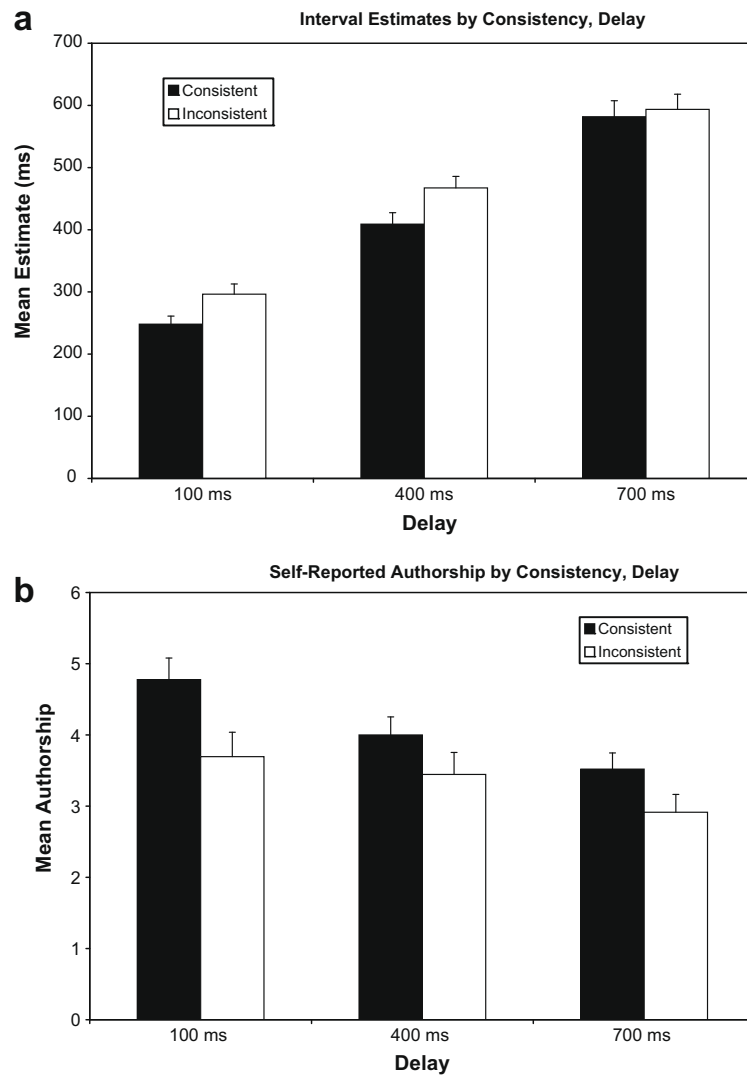 a
Interval Estimates by Consistency, Delay
700
600
500
400
300
200
100
0
Mean Estimate (ms)
Consistent
Inconsistent
100 ms
400 ms
700 ms
Delay
b
Self-Reported Authorship by Consistency, Delay
6
5
4
3
2
1
0
Mean Authorship
Consistent
Inconsistent
100 ms
400 ms
700 ms
Delay